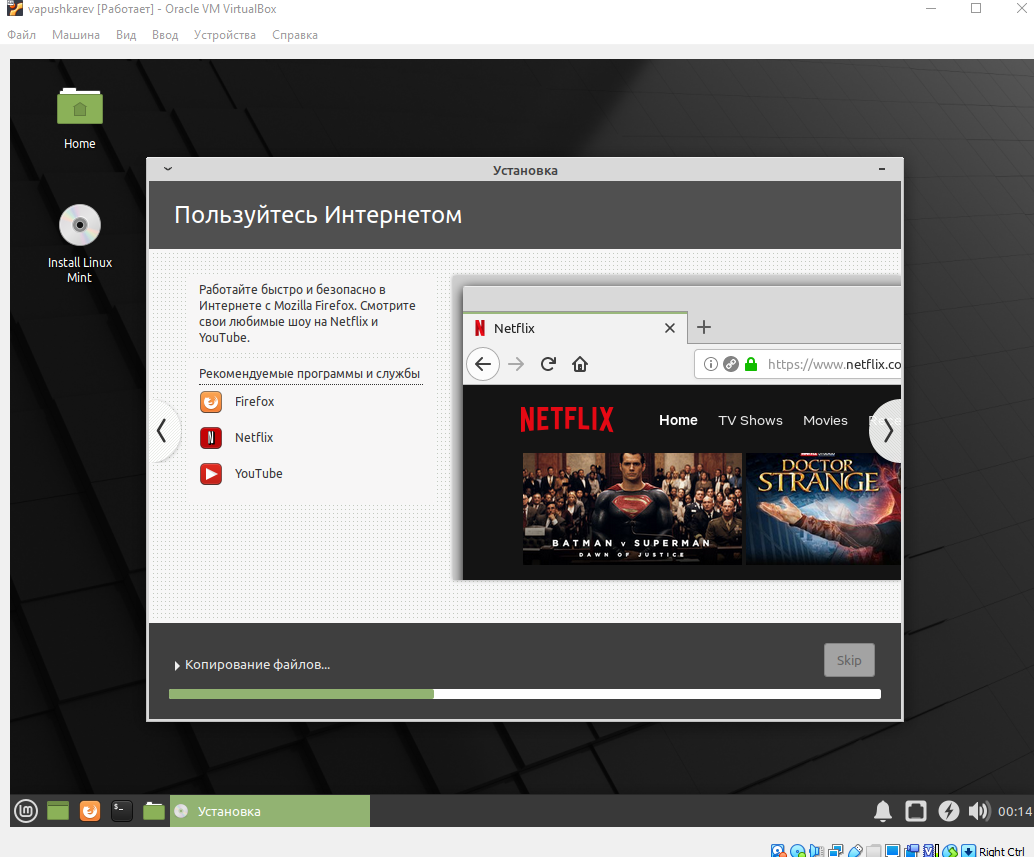 vapushkarev [Работает] - Oracle VM VirtualBox
Файл Машина Вид Ввод Устройства Справка
Home
Install Linux
Mint
Установка
Пользуйтесь Интернетом
Работайте быстро и безопасно в
Интернете с Mozilla Firefox. Смотрите
свои любимые шоу на Netflix и
YouTube.
Рекомендуемые программы и службы
Firefox
Netflix
YouTube
Netflix
https://www.netflix.co
NETFLIX Home TV Shows Movies
BATMAN v SUPERMAN
DAWN OF JUSTICE
DOCTOR
STRANGE
Копирование файлов...
Skip
Установка
00:14
Right Ctrl